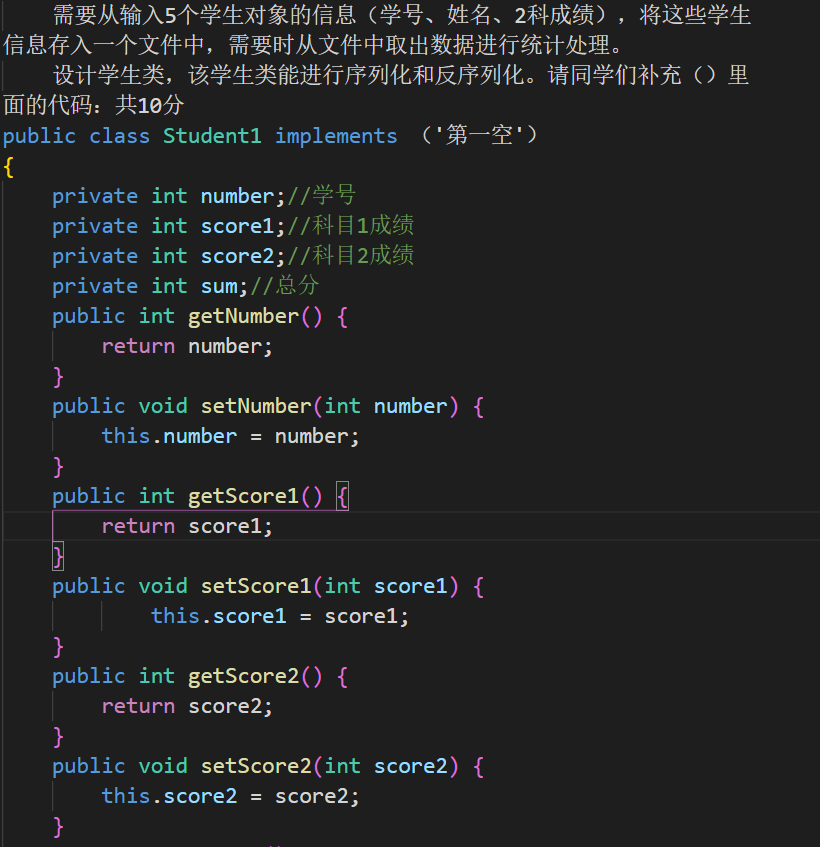 需要从输入5个学生对象的信息（学号、姓名、2科成绩），将这些学生
信息存入一个文件中，需要时从文件中取出数据进行统计处理。
设计学生类，该学生类能进行序列化和反序列化。请同学们补充（）里
面的代码：共10分
public class Student1 implements （'第一空'）
{
private int number;//学号
private int score1;//科目1成绩
private int score2;//科目2成绩
private int sum;//总分
public int getNumber() {
return number;
}
public void setNumber(int number) {
this.number = number;
}
public int getScore1() {
return score1;
}
public void setScore1(int score1) {
this.score1 = score1;
}
public int getScore2() {
return score2;
}
public void setScore2(int score2) {
this.score2 = score2;
}